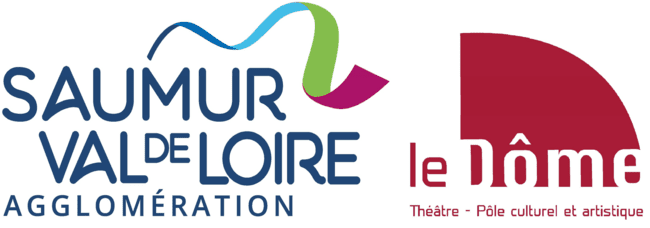 SAUMUR
VAL DE LOIRE
AGGLOMÉRATION
le Dôme
Théâtre - Pôle culturel et artistique